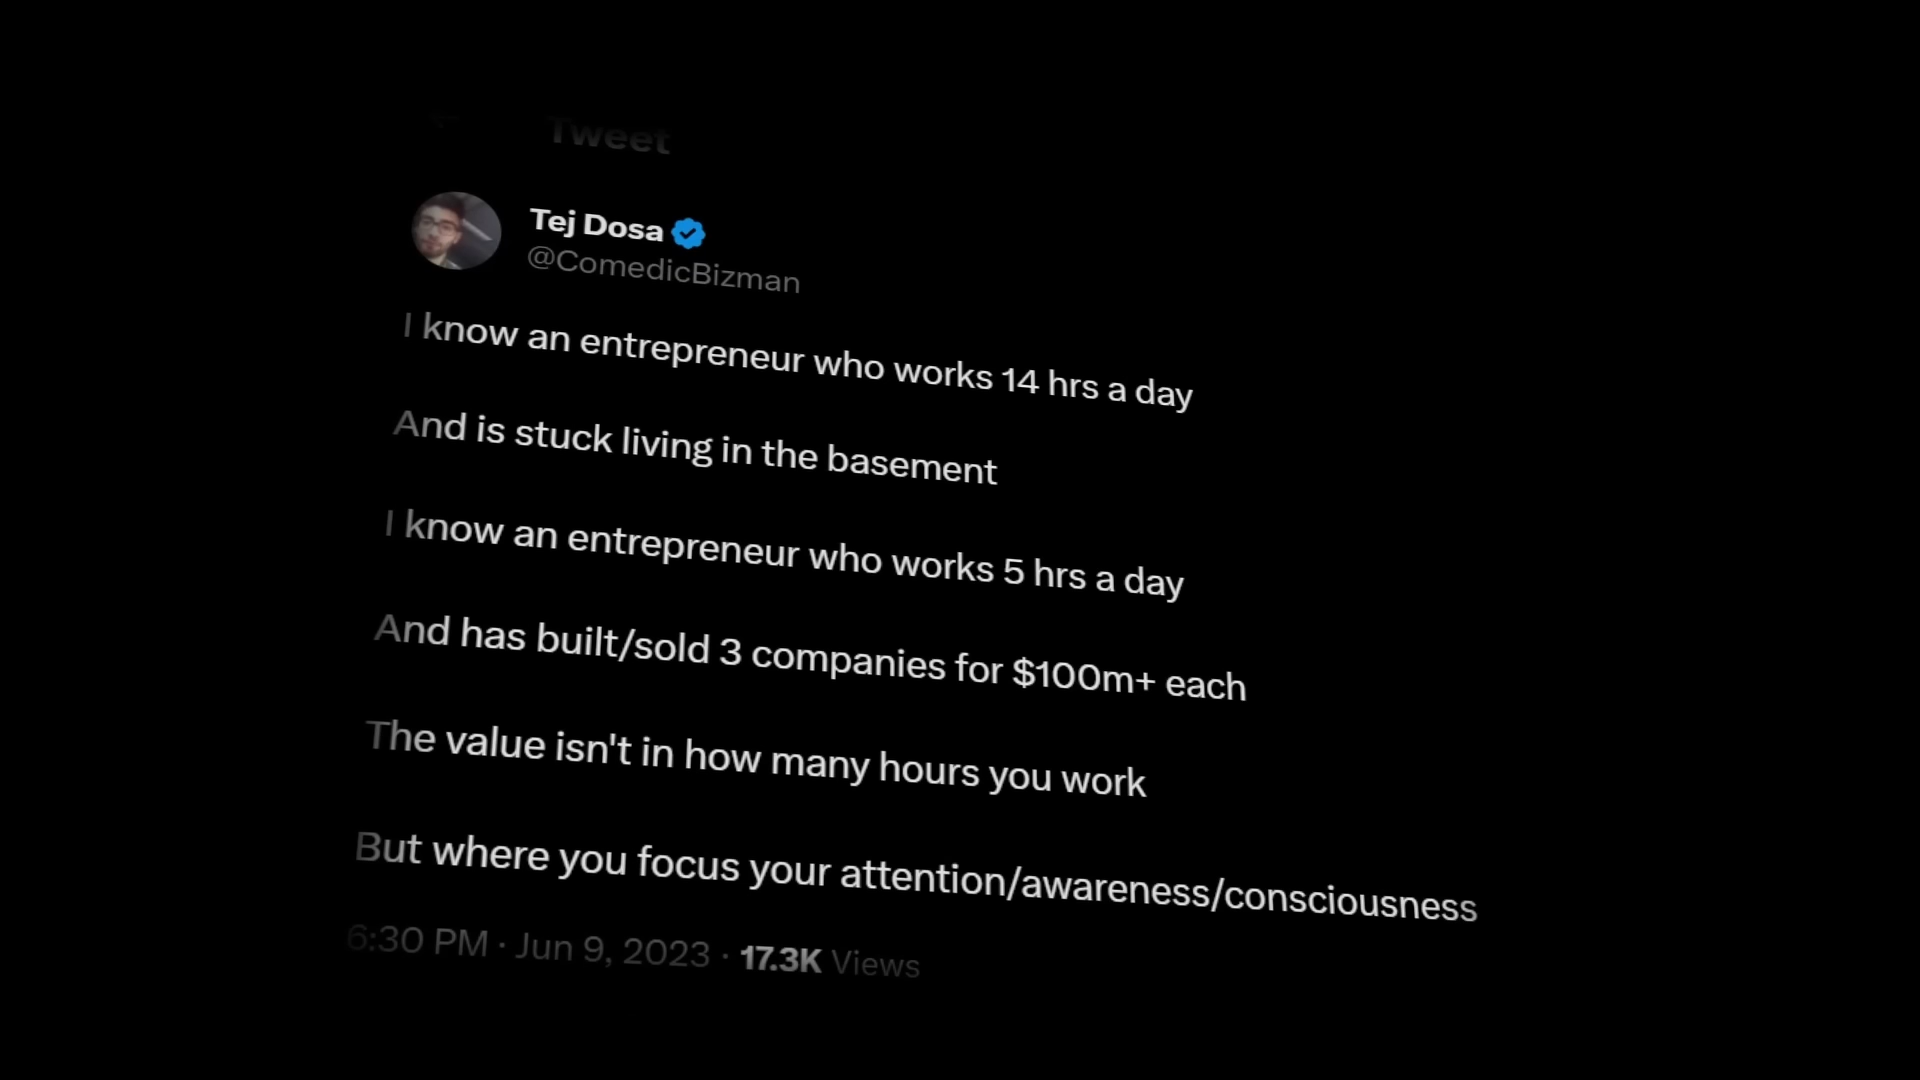 Tweet
Tej Dosa
@ComedicBizman
I know an entrepreneur who works 14 hrs a day
And is stuck living in the basement
I know an entrepreneur who works 5 hrs a day
And has built/sold 3 companies for $100m+ each
The value isn't in how many hours you work
But where you focus your attention/awareness/consciousness
6:30 PM · Jun 9, 2023 · 17.3K Views